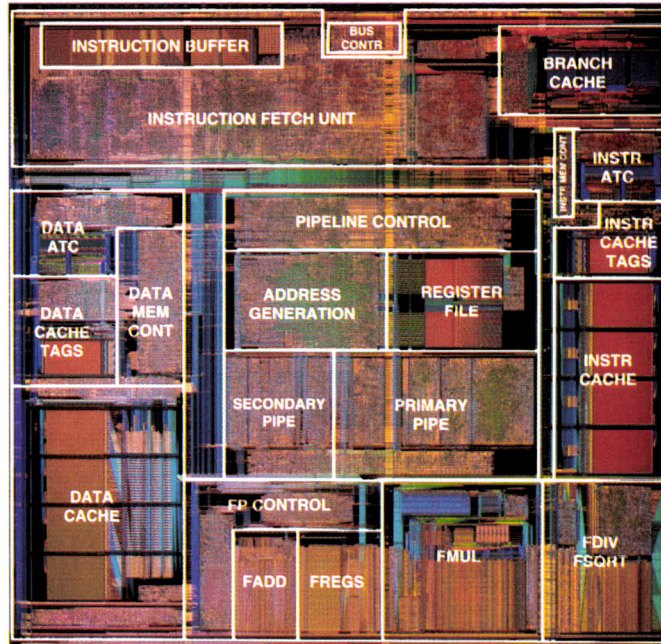 INSTRUCTION BUFFER
BUS
CONTR
BRANCH
CACHE
INSTRUCTION FETCH UNIT
INSTR MEM CONT
INSTR
ATC
DATA
ATC
PIPELINE CONTROL
INSTR
CACHE
TAGS
DATA
CACHE
TAGS
DATA
MEM
CONT
ADDRESS
GENERATION
REGISTER
FILE
INSTR
CACHE
SECONDARY
PIPE
PRIMARY
PIPE
DATA
CACHE
FP CONTROL
FADD
FREGS
FMUL
FDIV
FSQRT